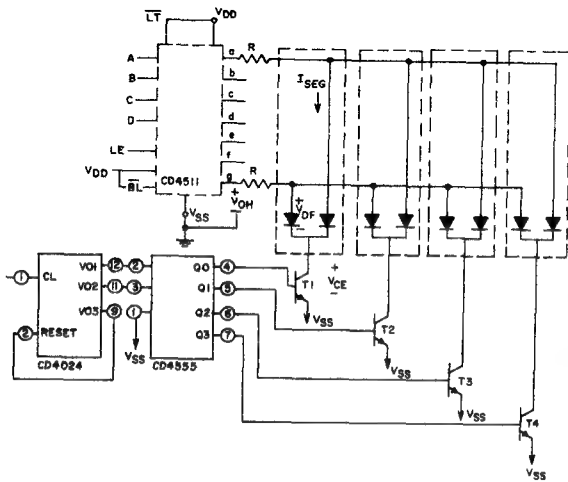 LT VDD
A a R
B b
C c ISEG
D d
LE e
VDD f
BL CD4511 g R
+ VOH
+ VDF −
VSS
1 CL VO1 12 2 Q0 4 T1 + VCE −
VO2 11 3 Q1 5
VO3 9 1 Q2 6
2 RESET VSS Q3 7
VSS T2
CD4024 CD4555
VSS T3
VSS T4
VSS